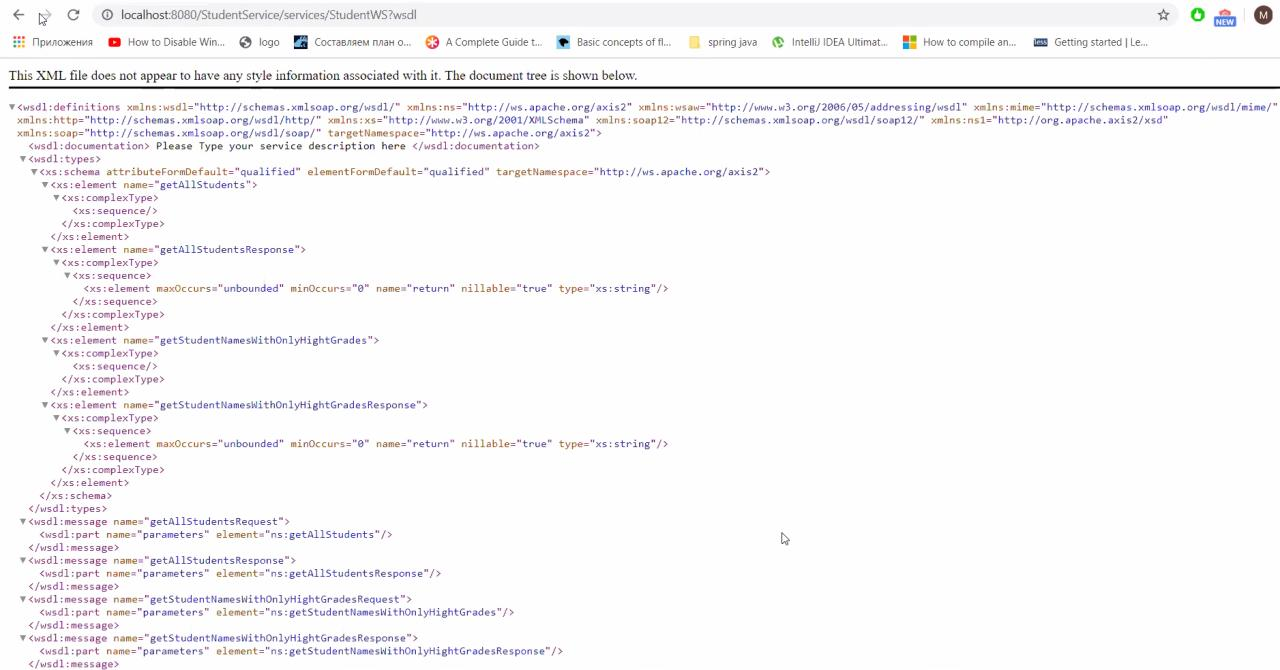 localhost:8080/StudentService/services/StudentWS?wsdl
NEW
M
Приложения How to Disable Win... logo Составляем план о... A Complete Guide t... Basic concepts of fl... spring java IntelliJ IDEA Ultimat... How to compile an... less Getting started | Le...
This XML file does not appear to have any style information associated with it. The document tree is shown below.
▼<wsdl:definitions xmlns:wsdl="http://schemas.xmlsoap.org/wsdl/" xmlns:ns="http://ws.apache.org/axis2" xmlns:wsaw="http://www.w3.org/2006/05/addressing/wsdl" xmlns:mime="http://schemas.xmlsoap.org/wsdl/mime/"
xmlns:http="http://schemas.xmlsoap.org/wsdl/http/" xmlns:xs="http://www.w3.org/2001/XMLSchema" xmlns:soap12="http://schemas.xmlsoap.org/wsdl/soap12/" xmlns:ns1="http://org.apache.axis2/xsd"
xmlns:soap="http://schemas.xmlsoap.org/wsdl/soap/" targetNamespace="http://ws.apache.org/axis2">
<wsdl:documentation> Please Type your service description here </wsdl:documentation>
▼<wsdl:types>
▼<xs:schema attributeFormDefault="qualified" elementFormDefault="qualified" targetNamespace="http://ws.apache.org/axis2">
▼<xs:element name="getAllStudents">
▼<xs:complexType>
<xs:sequence/>
</xs:complexType>
</xs:element>
▼<xs:element name="getAllStudentsResponse">
▼<xs:complexType>
▼<xs:sequence>
<xs:element maxOccurs="unbounded" minOccurs="0" name="return" nillable="true" type="xs:string"/>
</xs:sequence>
</xs:complexType>
</xs:element>
▼<xs:element name="getStudentNamesWithOnlyHightGrades">
▼<xs:complexType>
<xs:sequence/>
</xs:complexType>
</xs:element>
▼<xs:element name="getStudentNamesWithOnlyHightGradesResponse">
▼<xs:complexType>
▼<xs:sequence>
<xs:element maxOccurs="unbounded" minOccurs="0" name="return" nillable="true" type="xs:string"/>
</xs:sequence>
</xs:complexType>
</xs:element>
</xs:schema>
</wsdl:types>
▼<wsdl:message name="getAllStudentsRequest">
<wsdl:part name="parameters" element="ns:getAllStudents"/>
</wsdl:message>
▼<wsdl:message name="getAllStudentsResponse">
<wsdl:part name="parameters" element="ns:getAllStudentsResponse"/>
</wsdl:message>
▼<wsdl:message name="getStudentNamesWithOnlyHightGradesRequest">
<wsdl:part name="parameters" element="ns:getStudentNamesWithOnlyHightGrades"/>
</wsdl:message>
▼<wsdl:message name="getStudentNamesWithOnlyHightGradesResponse">
<wsdl:part name="parameters" element="ns:getStudentNamesWithOnlyHightGradesResponse"/>
</wsdl:message>